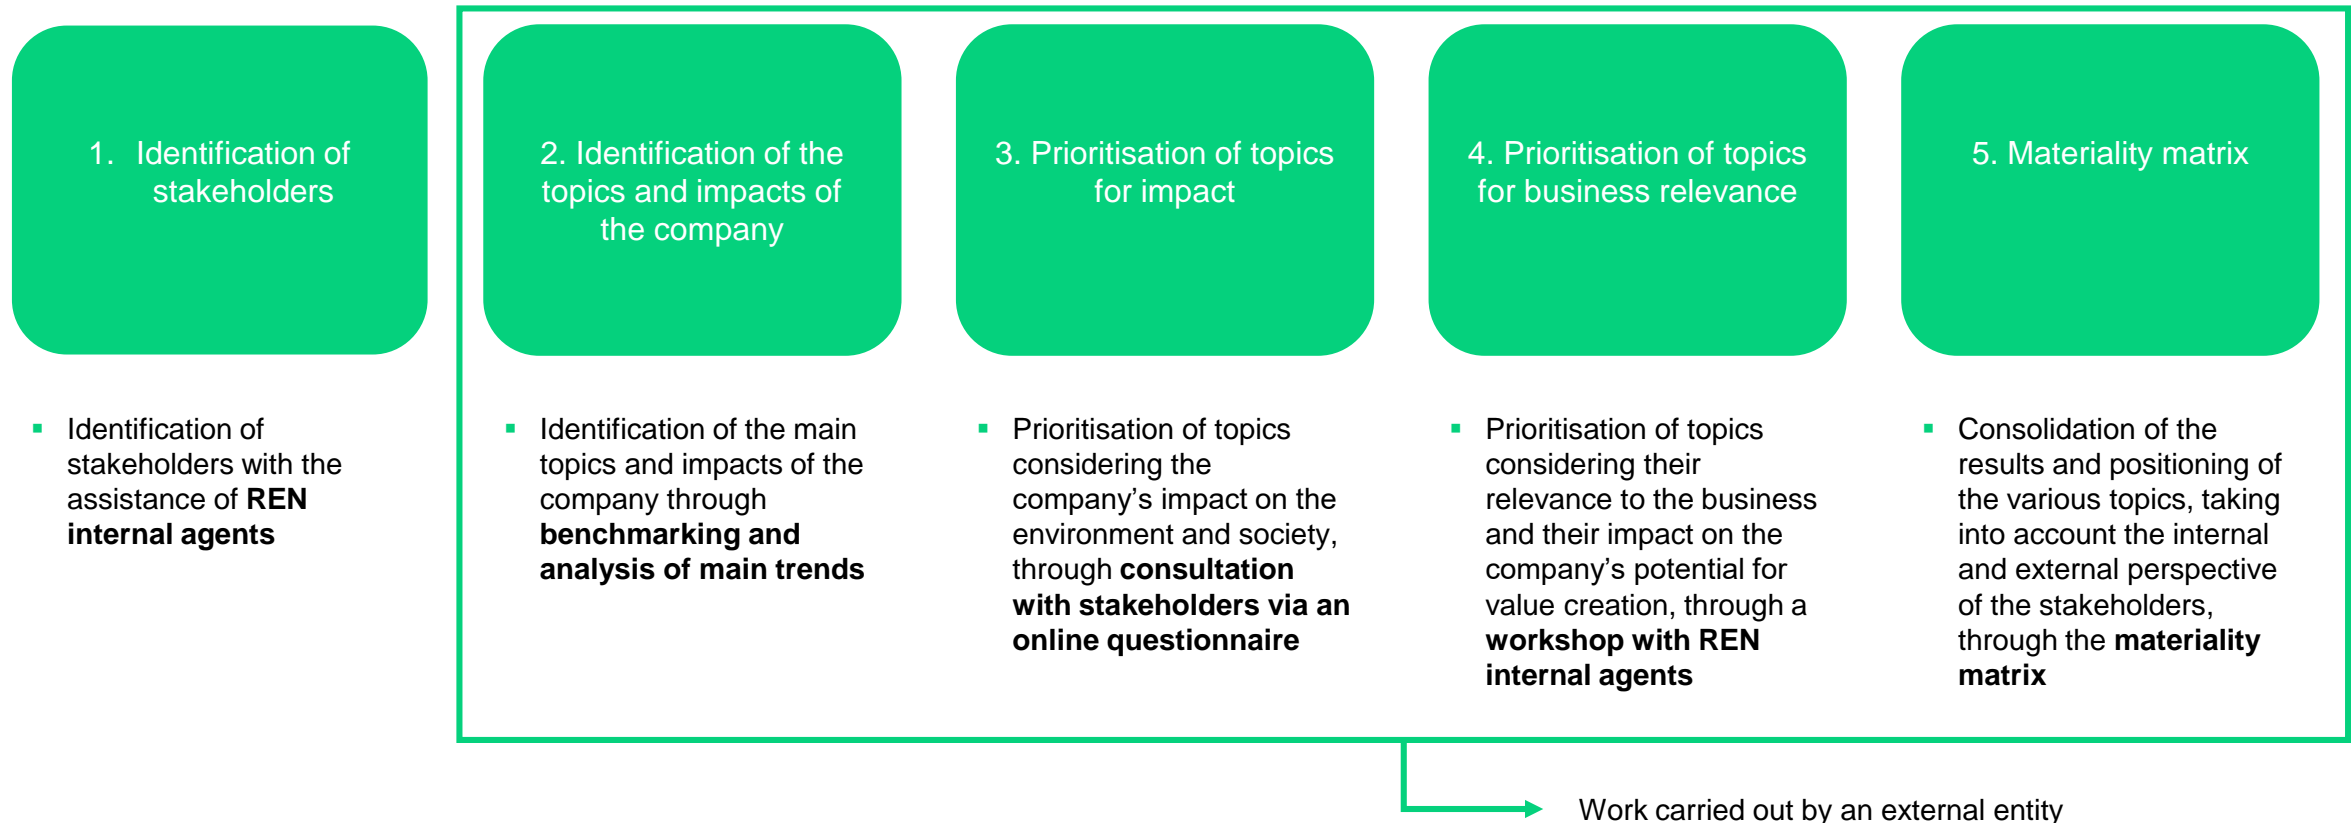 1. Identification of
stakeholders
2. Identification of the
topics and impacts of
the company
3. Prioritisation of topics
for impact
4. Prioritisation of topics
for business relevance
5. Materiality matrix
▪ Identification of
stakeholders with the
assistance of REN
internal agents
▪ Identification of the main
topics and impacts of the
company through
benchmarking and
analysis of main trends
▪ Prioritisation of topics
considering the
company’s impact on the
environment and society,
through consultation
with stakeholders via an
online questionnaire
▪ Prioritisation of topics
considering their
relevance to the business
and their impact on the
company’s potential for
value creation, through a
workshop with REN
internal agents
▪ Consolidation of the
results and positioning of
the various topics, taking
into account the internal
and external perspective
of the stakeholders,
through the materiality
matrix
Work carried out by an external entity